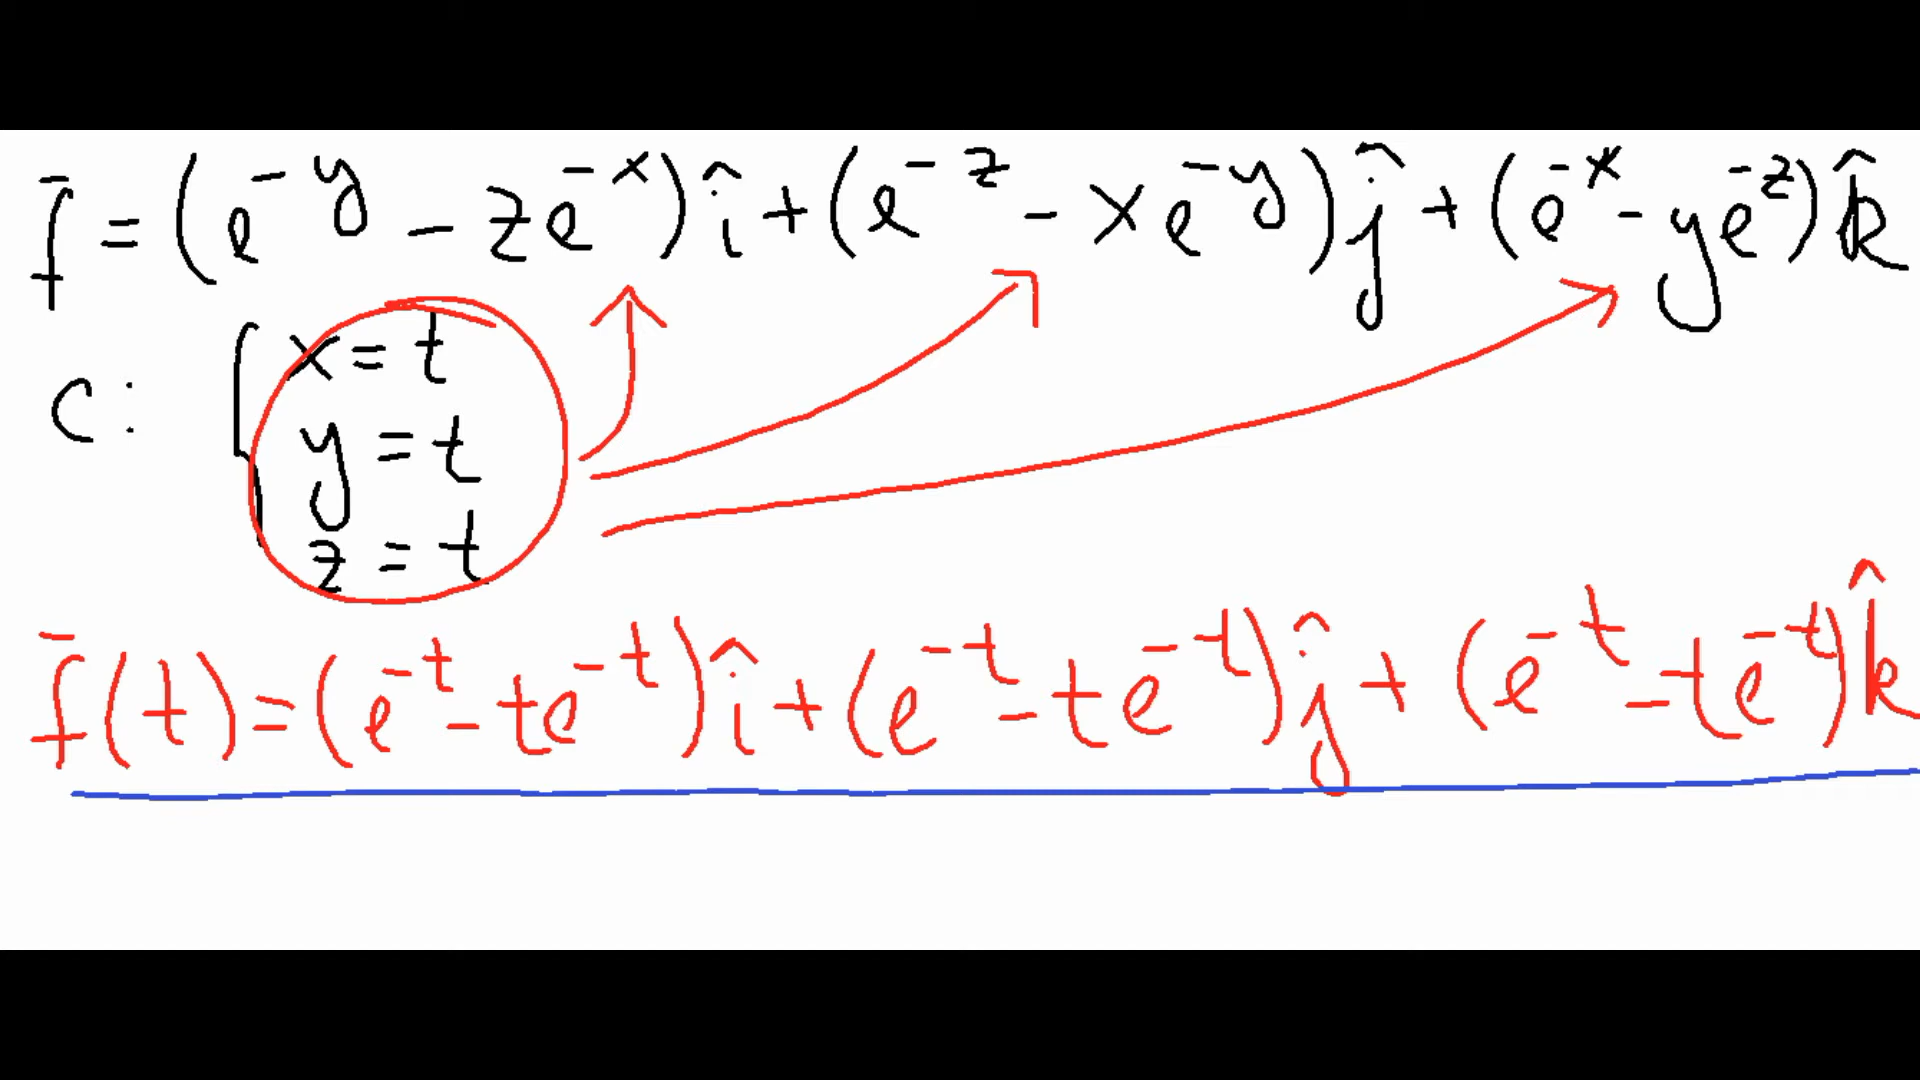 f̄ = (e^{-y} - ze^{-x})î + (e^{-z} - xe^{-y})ĵ + (e^{-x} - ye^{-z})k̂
C: { x = t
y = t
z = t
f̄(t) = (e^{-t} - te^{-t})î + (e^{-t} - te^{-t})ĵ + (e^{-t} - te^{-t})k̂